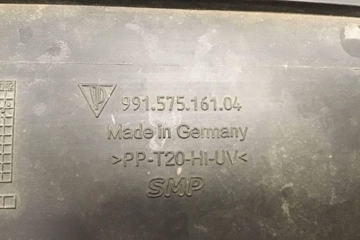 991.575.161.04
Made in Germany
>PP-T20-HI-UV<
SMP